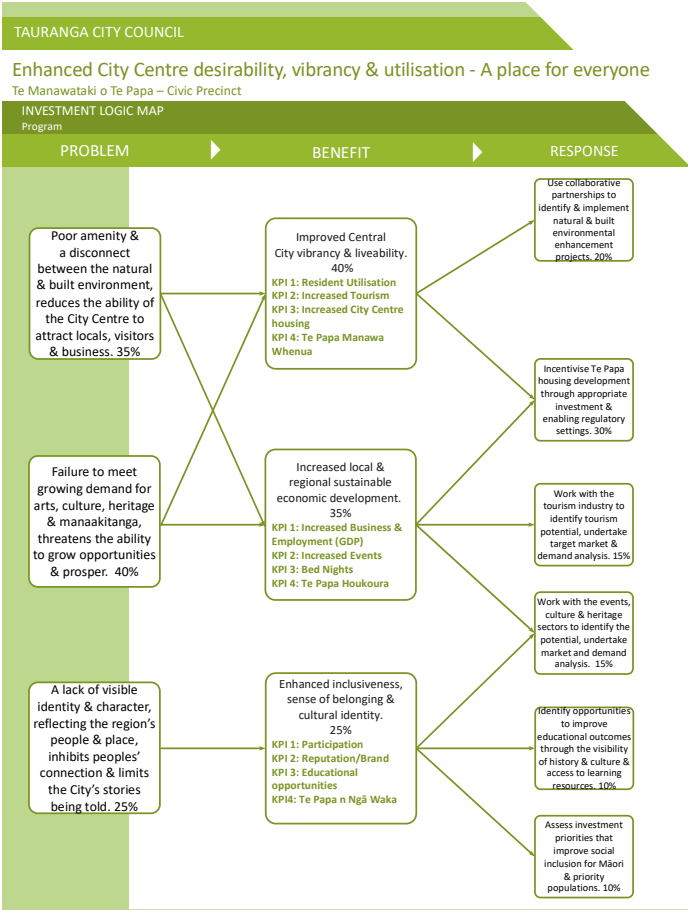 TAURANGA CITY COUNCIL
Enhanced City Centre desirability, vibrancy & utilisation - A place for everyone
Te Manawataki o Te Papa – Civic Precinct
INVESTMENT LOGIC MAP
Program
PROBLEM
BENEFIT
RESPONSE
Poor amenity &
a disconnect
between the natural
& built environment,
reduces the ability of
the City Centre to
attract locals, visitors
& business. 35%
Failure to meet
growing demand for
arts, culture, heritage
& manaakitanga,
threatens the ability
to grow opportunities
& prosper. 40%
A lack of visible
identity & character,
reflecting the region's
people & place,
inhibits peoples'
connection & limits
the City's stories
being told. 25%
Improved Central
City vibrancy & liveability.
40%
KPI 1: Resident Utilisation
KPI 2: Increased Tourism
KPI 3: Increased City Centre
housing
KPI 4: Te Papa Manawa
Whenua
Increased local &
regional sustainable
economic development.
35%
KPI 1: Increased Business &
Employment (GDP)
KPI 2: Increased Events
KPI 3: Bed Nights
KPI 4: Te Papa Houkoura
Enhanced inclusiveness,
sense of belonging &
cultural identity.
25%
KPI 1: Participation
KPI 2: Reputation/Brand
KPI 3: Educational
opportunities
KPI4: Te Papa n Ngā Waka
Use collaborative
partnerships to
identify & implement
natural & built
environmental
enhancement
projects. 20%
Incentivise Te Papa
housing development
through appropriate
investment &
enabling regulatory
settings. 30%
Work with the
tourism industry to
identify tourism
potential, undertake
target market &
demand analysis. 15%
Work with the events,
culture & heritage
sectors to identify the
potential, undertake
market and demand
analysis. 15%
Identify opportunities
to improve
educational outcomes
through the visibility
of history & culture &
access to learning
resources. 10%
Assess investment
priorities that
improve social
inclusion for Māori
& priority
populations. 10%